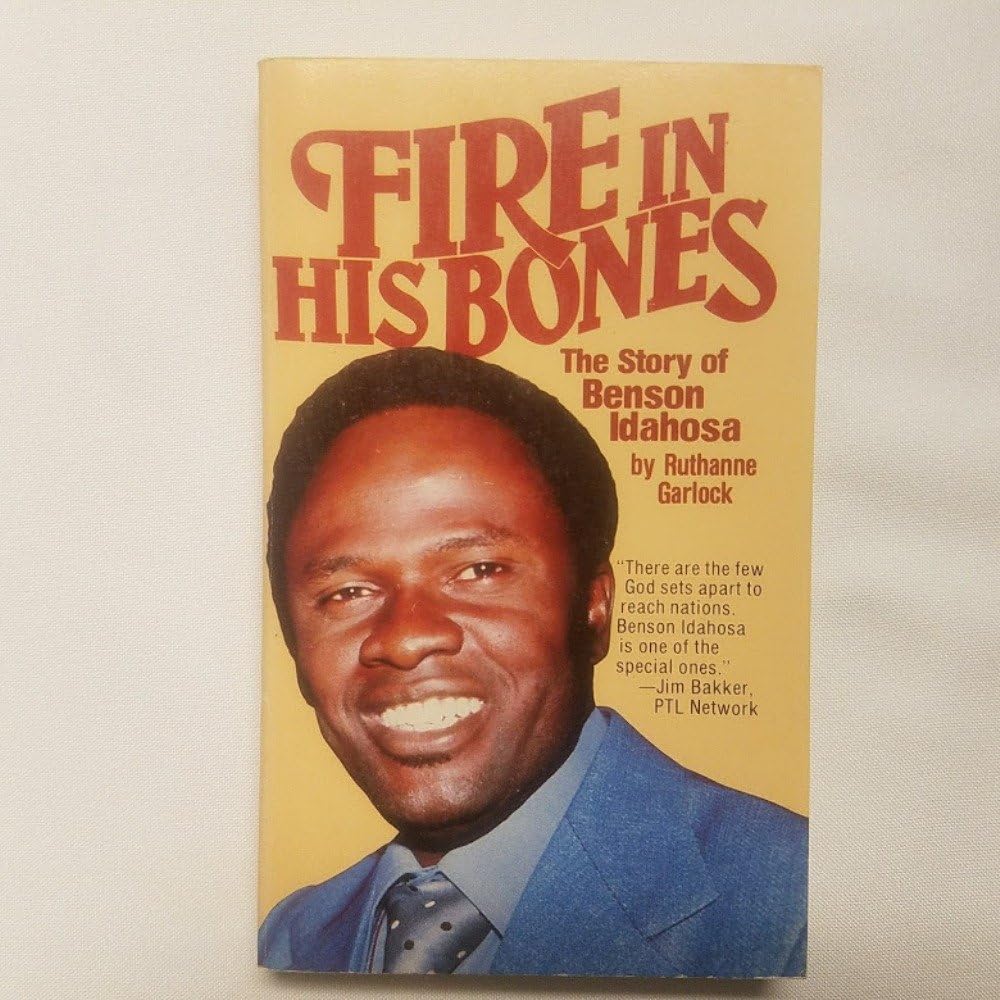 FIRE IN
HIS BONES
The Story of
Benson
Idahosa
by Ruthanne
Garlock
"There are the few
God sets apart to
reach nations.
Benson Idahosa
is one of the
special ones."
—Jim Bakker,
PTL Network